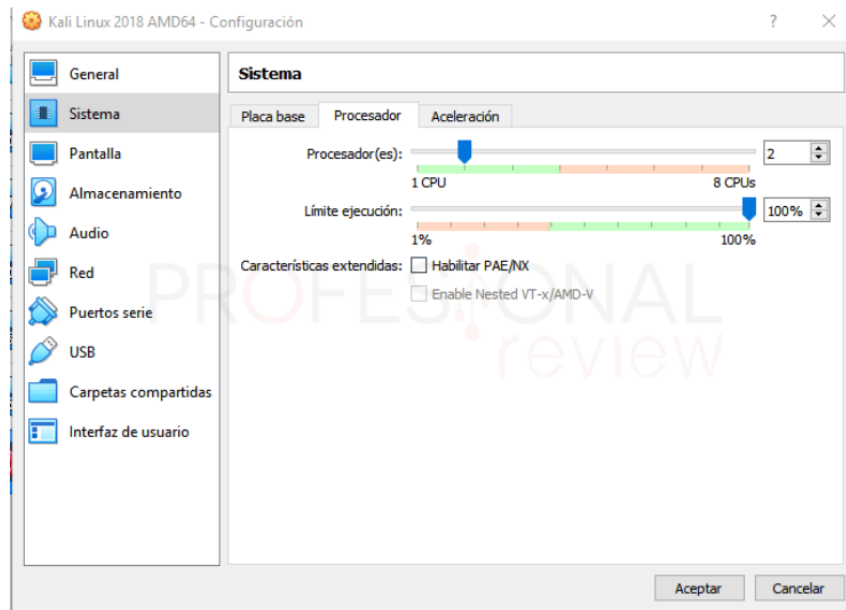 Kali Linux 2018 AMD64 - Configuración
?
General
Sistema
Pantalla
Almacenamiento
Audio
Red
Puertos serie
USB
Carpetas compartidas
Interfaz de usuario
Sistema
Placa base Procesador Aceleración
Procesador(es): 2
1 CPU 8 CPUs
Límite ejecución: 100%
1% 100%
Características extendidas: Habilitar PAE/NX
Enable Nested VT-x/AMD-V
PROFESIONAL
review
Aceptar Cancelar